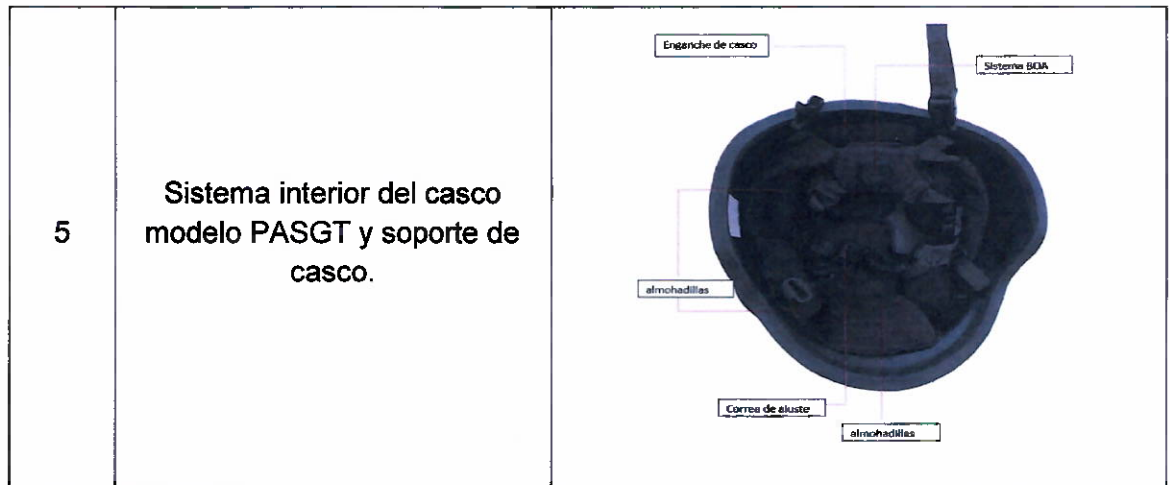 5
Sistema interior del casco
modelo PASGT y soporte de
casco.
Enganche de casco
Sistema BOA
almohadillas
Correa de aluste
almohadillas